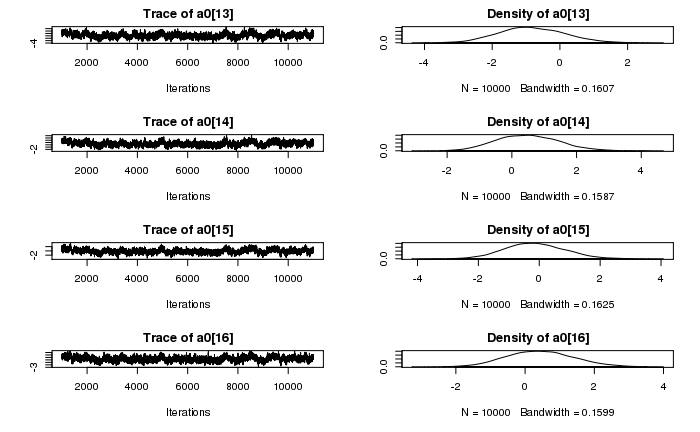 Trace of a0[13]
-4
2000 4000 6000 8000 10000
Iterations
Density of a0[13]
0.0
-4 -2 0 2
N = 10000 Bandwidth = 0.1607
Trace of a0[14]
-2
2000 4000 6000 8000 10000
Iterations
Density of a0[14]
0.0
-2 0 2 4
N = 10000 Bandwidth = 0.1587
Trace of a0[15]
-2
2000 4000 6000 8000 10000
Iterations
Density of a0[15]
0.0
-4 -2 0 2 4
N = 10000 Bandwidth = 0.1625
Trace of a0[16]
-3
2000 4000 6000 8000 10000
Iterations
Density of a0[16]
0.0
-2 0 2 4
N = 10000 Bandwidth = 0.1599